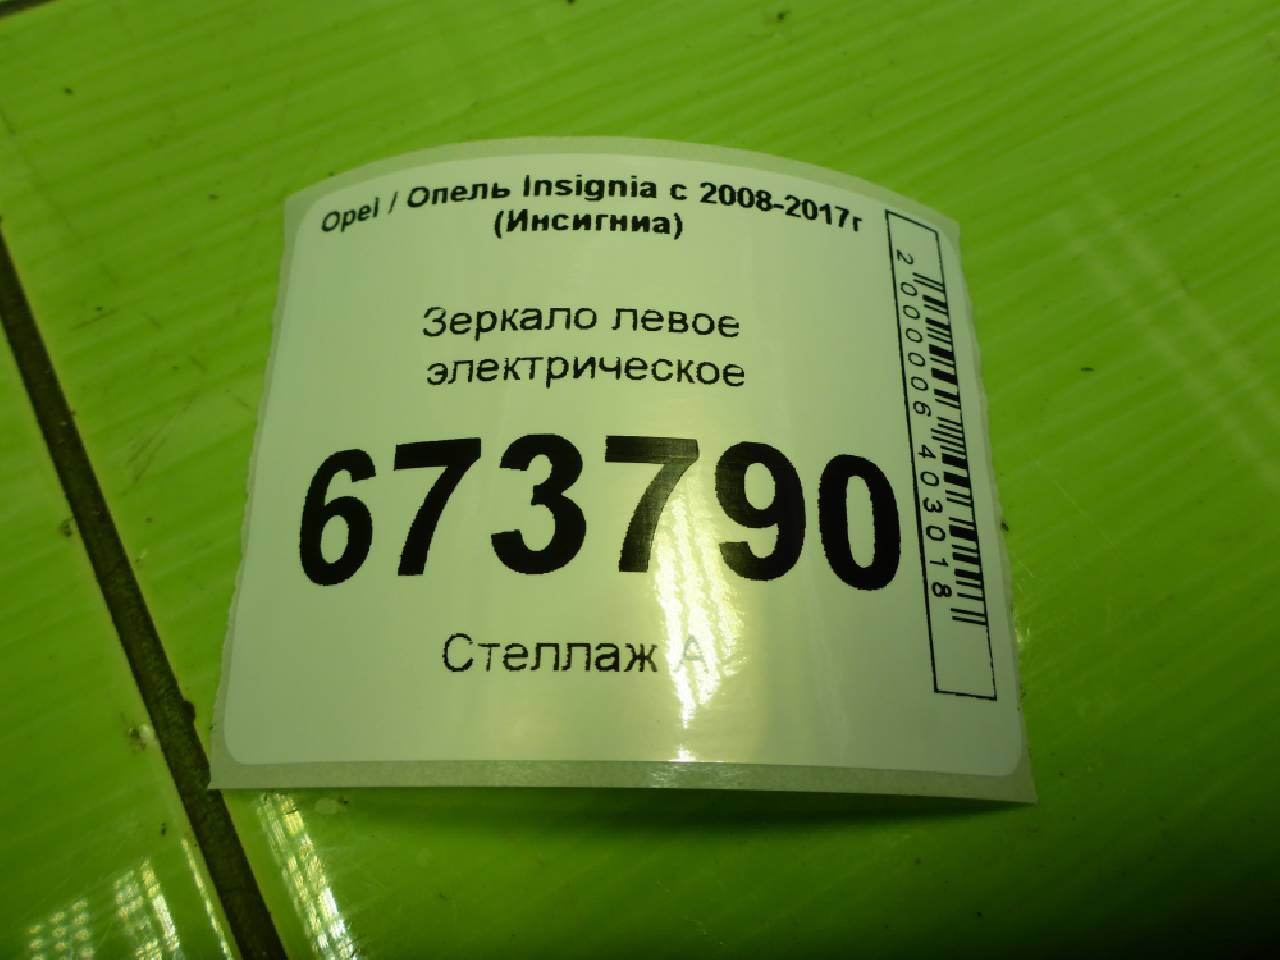 Opel / Опель Insignia с 2008-2017г
(Инсигниа)
Зеркало левое
электрическое
673790
Стеллаж А
2000006403018